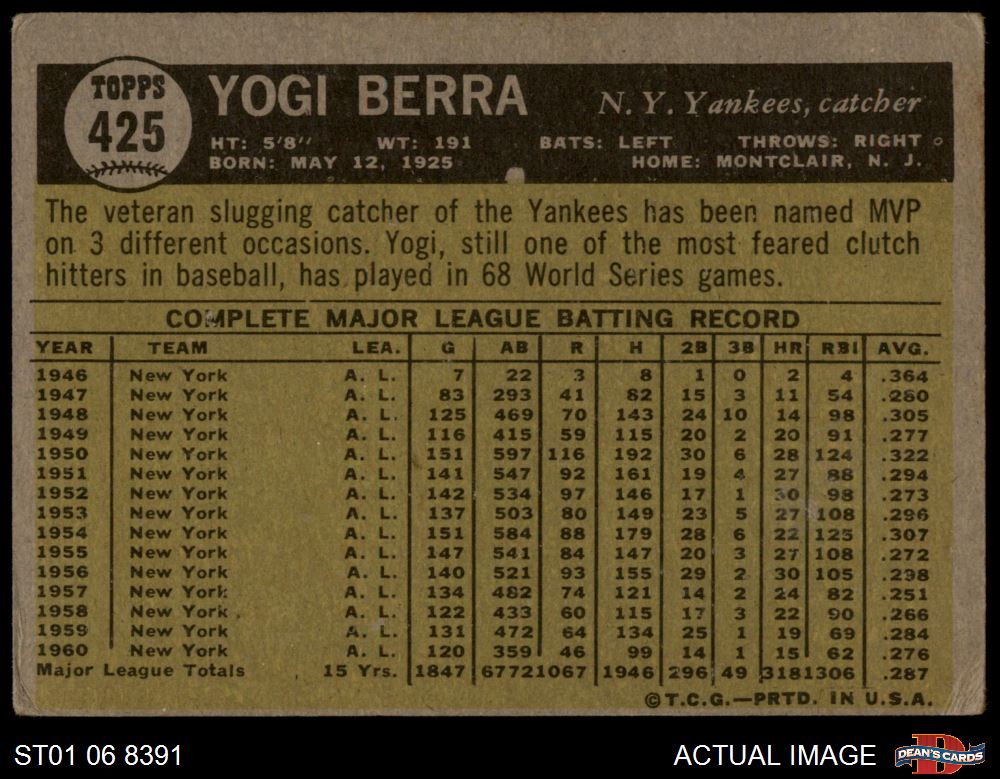 TOPPS
425
YOGI BERRA
N. Y. Yankees, catcher
HT: 5'8" WT: 191 BATS: LEFT THROWS: RIGHT
BORN: MAY 12, 1925 HOME: MONTCLAIR, N. J.
The veteran slugging catcher of the Yankees has been named MVP
on 3 different occasions. Yogi, still one of the most feared clutch
hitters in baseball, has played in 68 World Series games.
COMPLETE MAJOR LEAGUE BATTING RECORD
YEAR TEAM LEA. G AB R H 2B 3B HR RBI AVG.
1946 New York A. L. 7 22 3 8 1 0 2 4 .364
1947 New York A. L. 83 293 41 82 15 3 11 54 .280
1948 New York A. L. 125 469 70 143 24 10 14 98 .305
1949 New York A. L. 116 415 59 115 20 2 20 91 .277
1950 New York A. L. 151 597 116 192 30 6 28 124 .322
1951 New York A. L. 141 547 92 161 19 4 27 88 .294
1952 New York A. L. 142 534 97 146 17 1 30 98 .273
1953 New York A. L. 137 503 80 149 23 5 27 108 .296
1954 New York A. L. 151 584 88 179 28 6 22 125 .307
1955 New York A. L. 147 541 84 147 20 3 27 108 .272
1956 New York A. L. 140 521 93 155 29 2 30 105 .298
1957 New York A. L. 134 482 74 121 14 2 24 82 .251
1958 New York A. L. 122 433 60 115 17 3 22 90 .266
1959 New York A. L. 131 472 64 134 25 1 19 69 .284
1960 New York A. L. 120 359 46 99 14 1 15 62 .276
Major League Totals 15 Yrs. 1847 6772 1067 1946 296 49 318 1306 .287
©T.C.G.—PRTD. IN U.S.A.
ST01 06 8391 ACTUAL IMAGE
DEAN'S CARDS